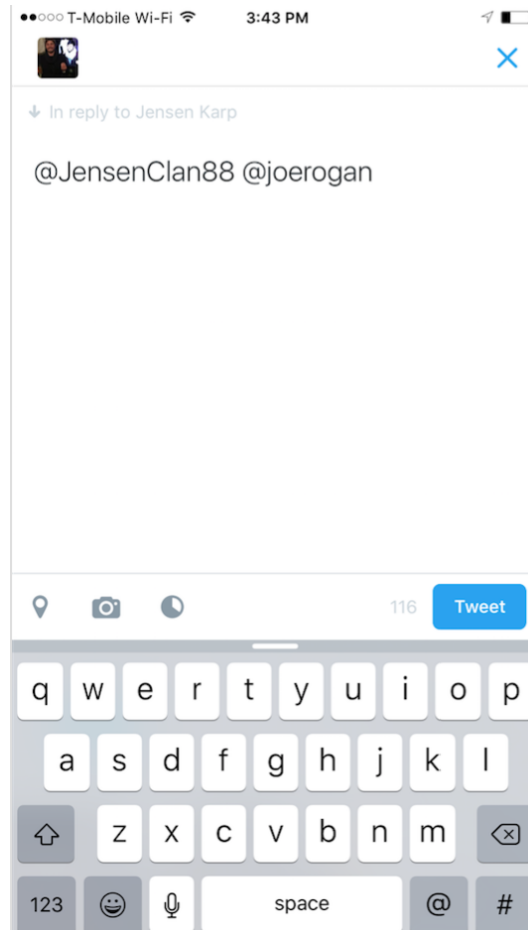 T-Mobile Wi-Fi 3:43 PM
In reply to Jensen Karp
@JensenClan88 @joerogan
116 Tweet
q w e r t y u i o p
a s d f g h j k l
z x c v b n m
123 space @ #